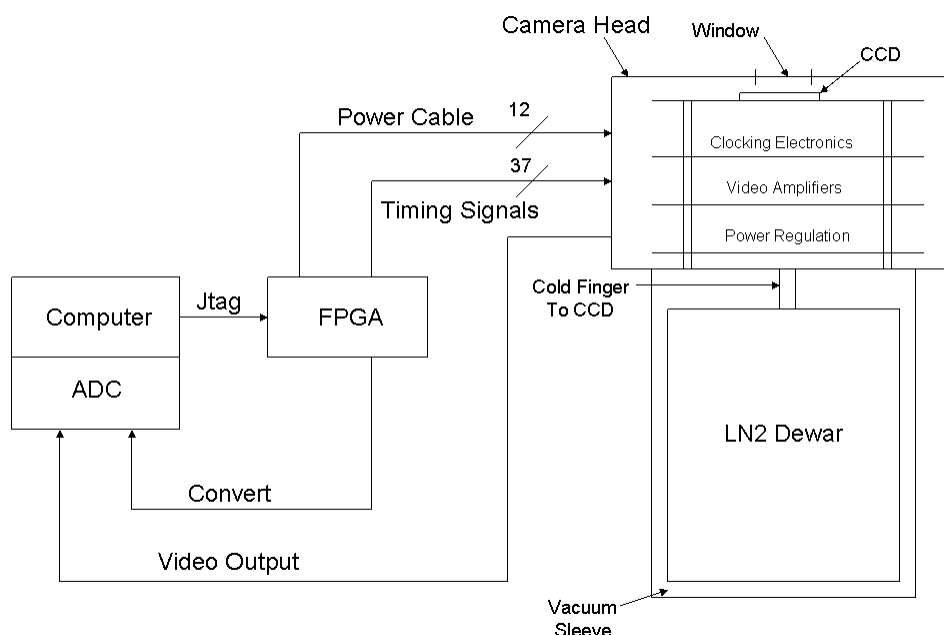 Camera Head
Window
CCD
Power Cable
12
Clocking Electronics
37
Video Amplifiers
Timing Signals
Power Regulation
Cold Finger
To CCD
Jtag
Computer
FPGA
ADC
LN2 Dewar
Convert
Video Output
Vacuum
Sleeve